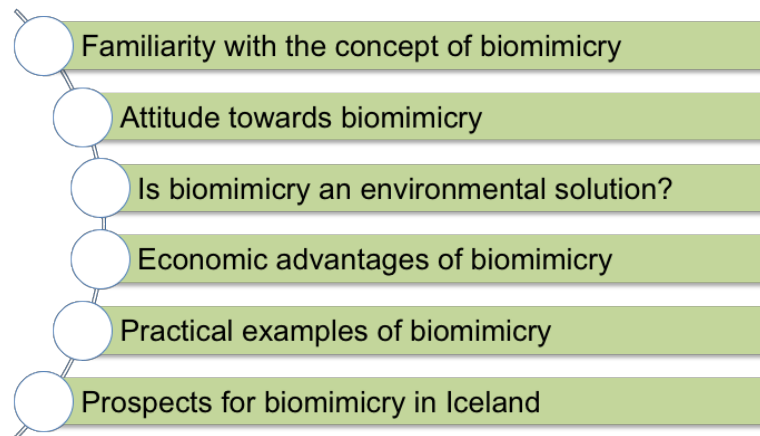 Familiarity with the concept of biomimicry
Attitude towards biomimicry
Is biomimicry an environmental solution?
Economic advantages of biomimicry
Practical examples of biomimicry
Prospects for biomimicry in Iceland